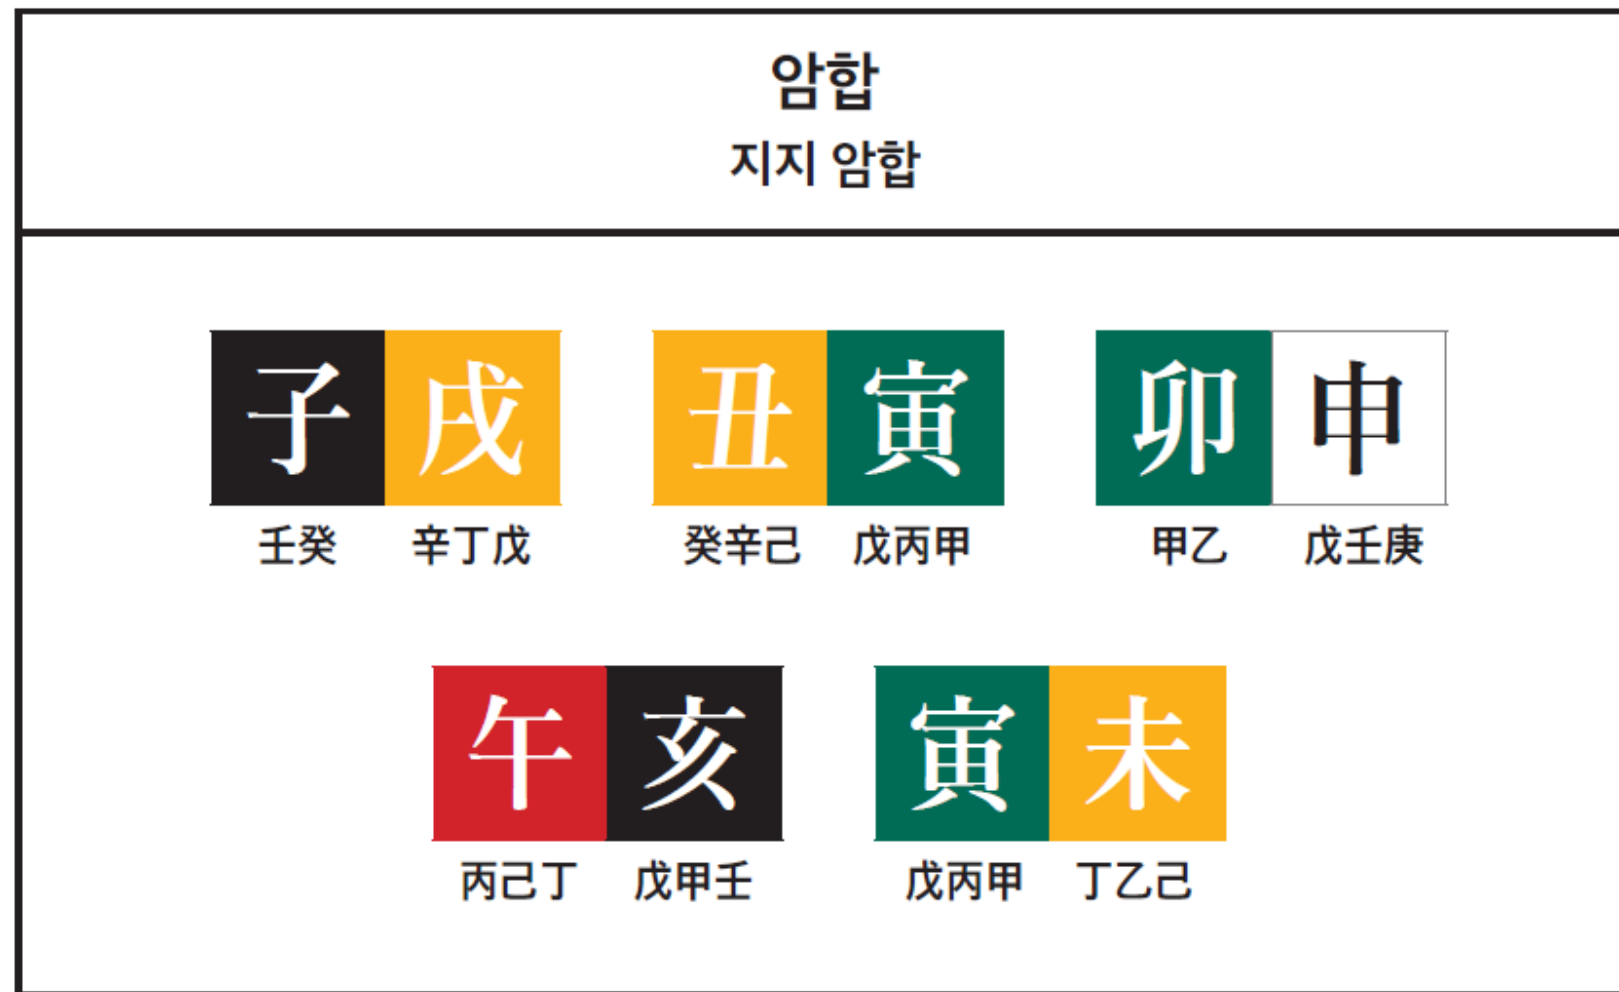 암합
지지 암합
子戌 丑寅 卯申
壬癸 辛丁戊 癸辛己 戊丙甲 甲乙 戊壬庚
午亥 寅未
丙己丁 戊甲壬 戊丙甲 丁乙己